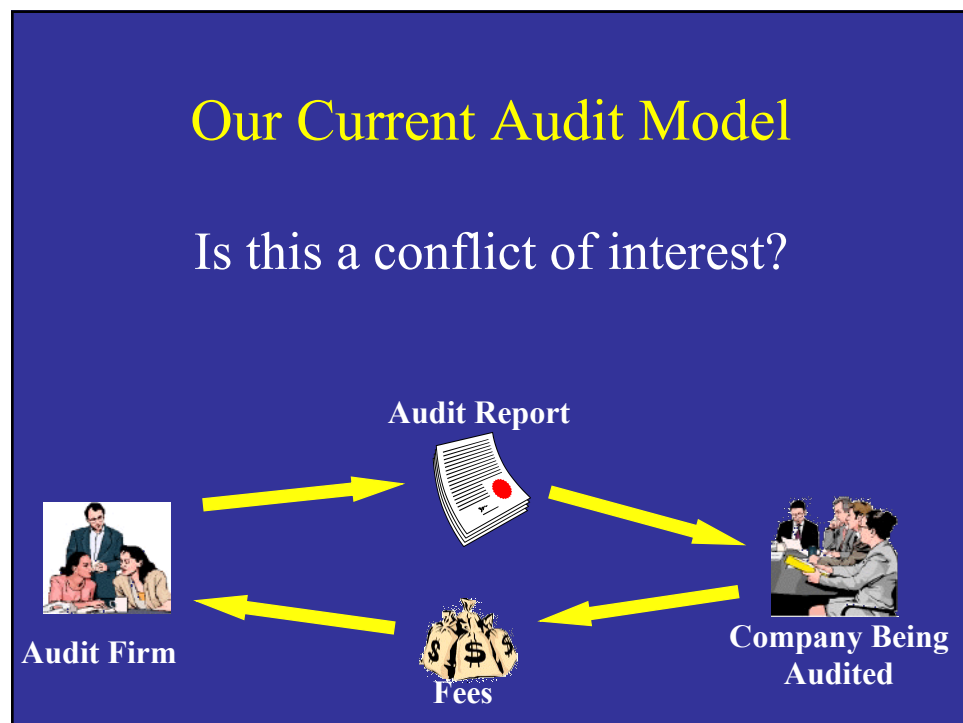 Our Current Audit Model
Is this a conflict of interest?
Audit Report
Audit Firm
$ $ $
Fees
Company Being
Audited